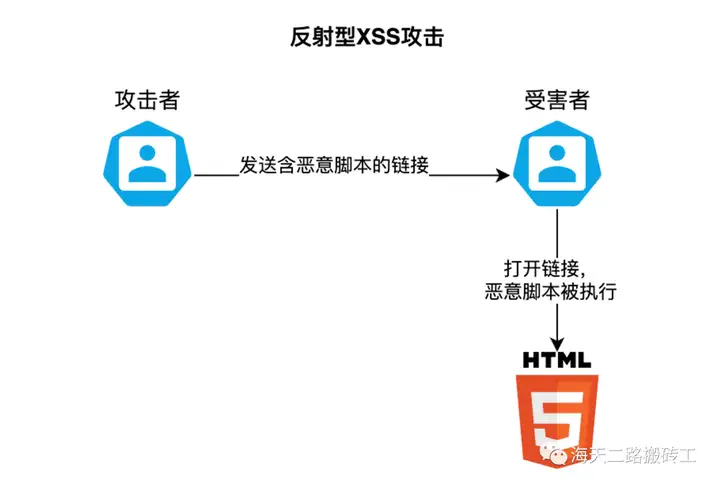 反射型XSS攻击
攻击者
受害者
发送含恶意脚本的链接
打开链接，
恶意脚本被执行
HTML
5
海天二路搬砖工